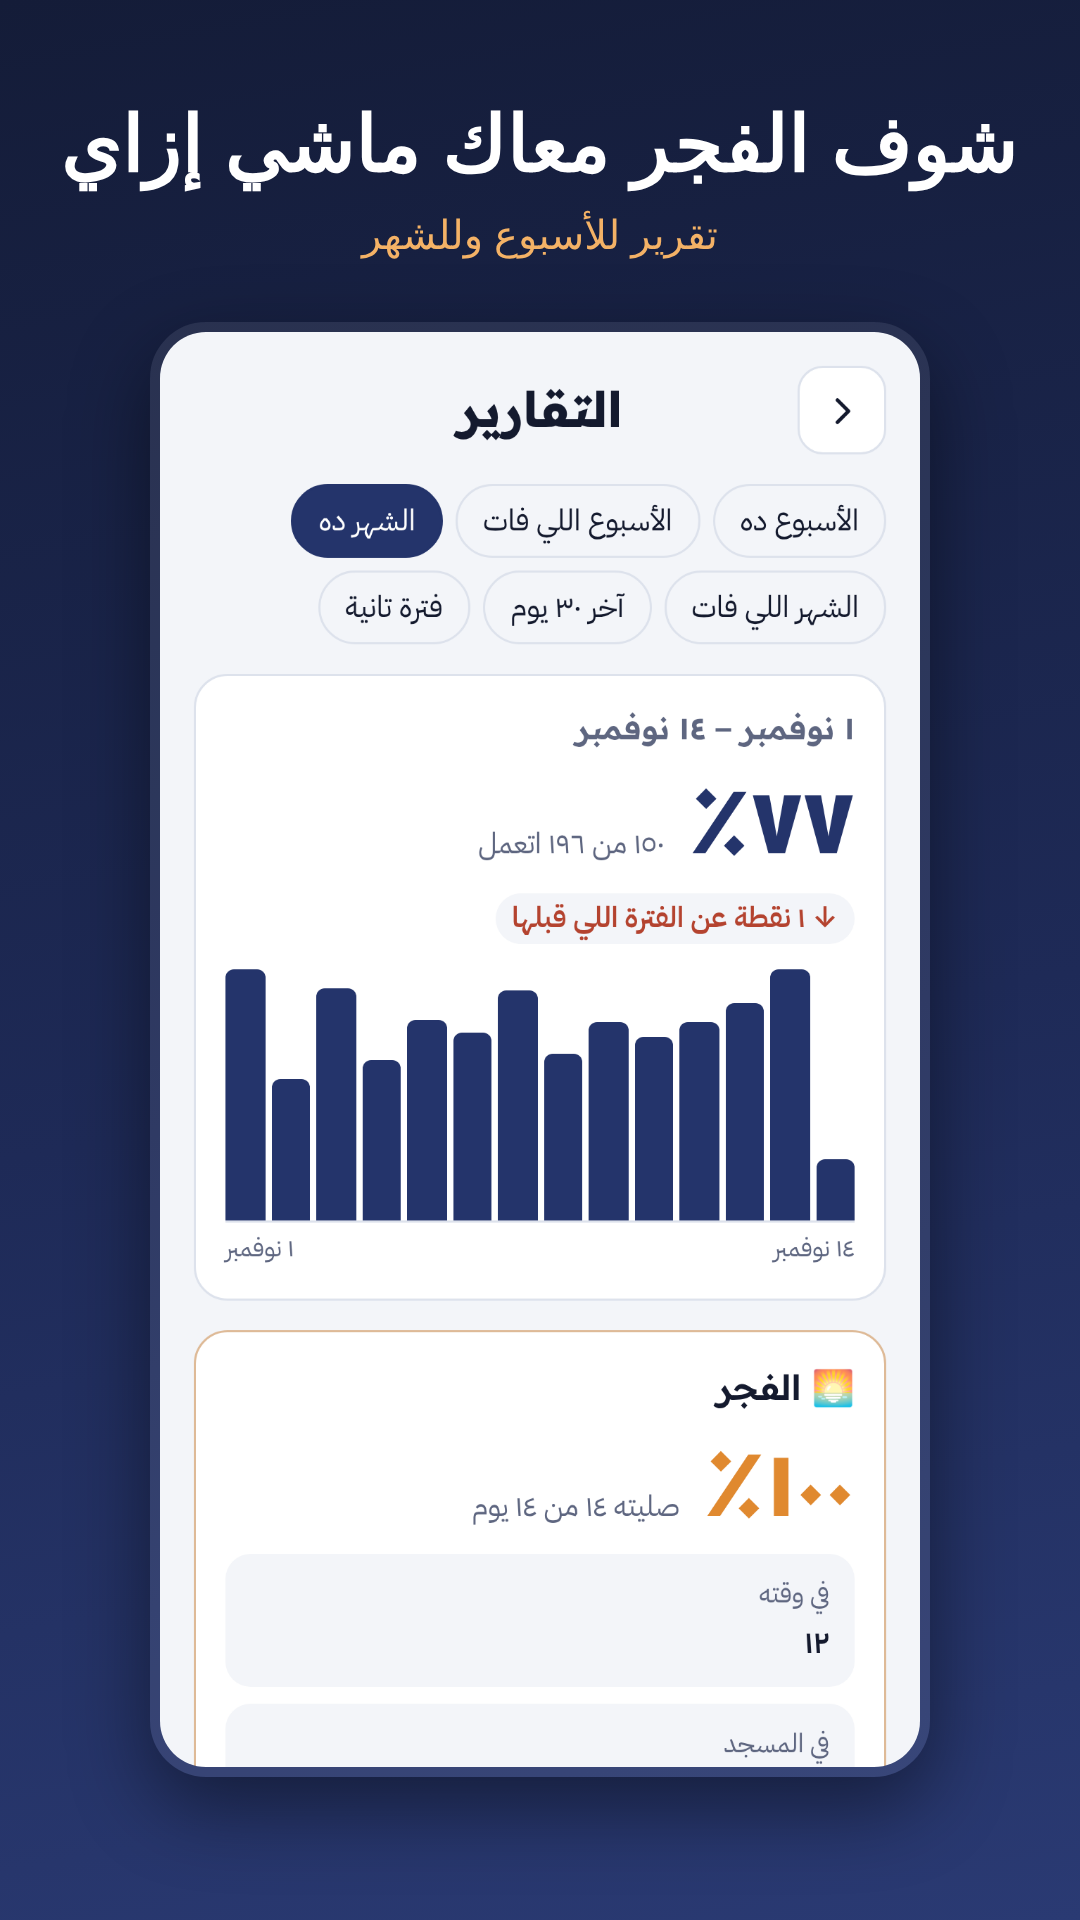 شوف الفجر معاك ماشي إزاي
تقرير للأسبوع وللشهر
التقارير
الأسبوع ده
الأسبوع اللي فات
الشهر ده
الشهر اللي فات
آخر ٣٠ يوم
فترة تانية
١ نوفمبر – ١٤ نوفمبر
٧٧٪ ١٥٠ من ١٩٦ اتعمل
↓ ١ نقطة عن الفترة اللي قبلها
١٤ نوفمبر
١ نوفمبر
🌅 الفجر
١٠٠٪ صليته ١٤ من ١٤ يوم
في وقته
١٢
في المسجد